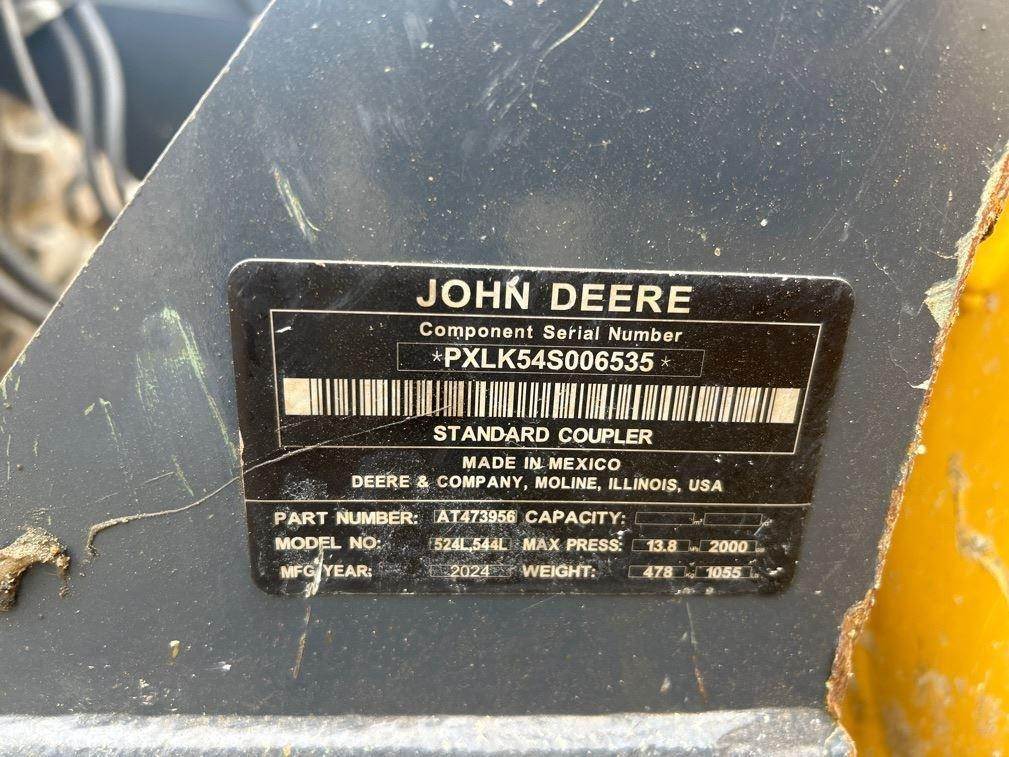 JOHN DEERE
Component Serial Number
*PXLK54S006535*
STANDARD COUPLER
MADE IN MEXICO
DEERE & COMPANY, MOLINE, ILLINOIS, USA
PART NUMBER: AT473956 CAPACITY:
MODEL NO: 524L,544L MAX PRESS: 13.8 2000
MFG YEAR: 2024 WEIGHT: 478 1055